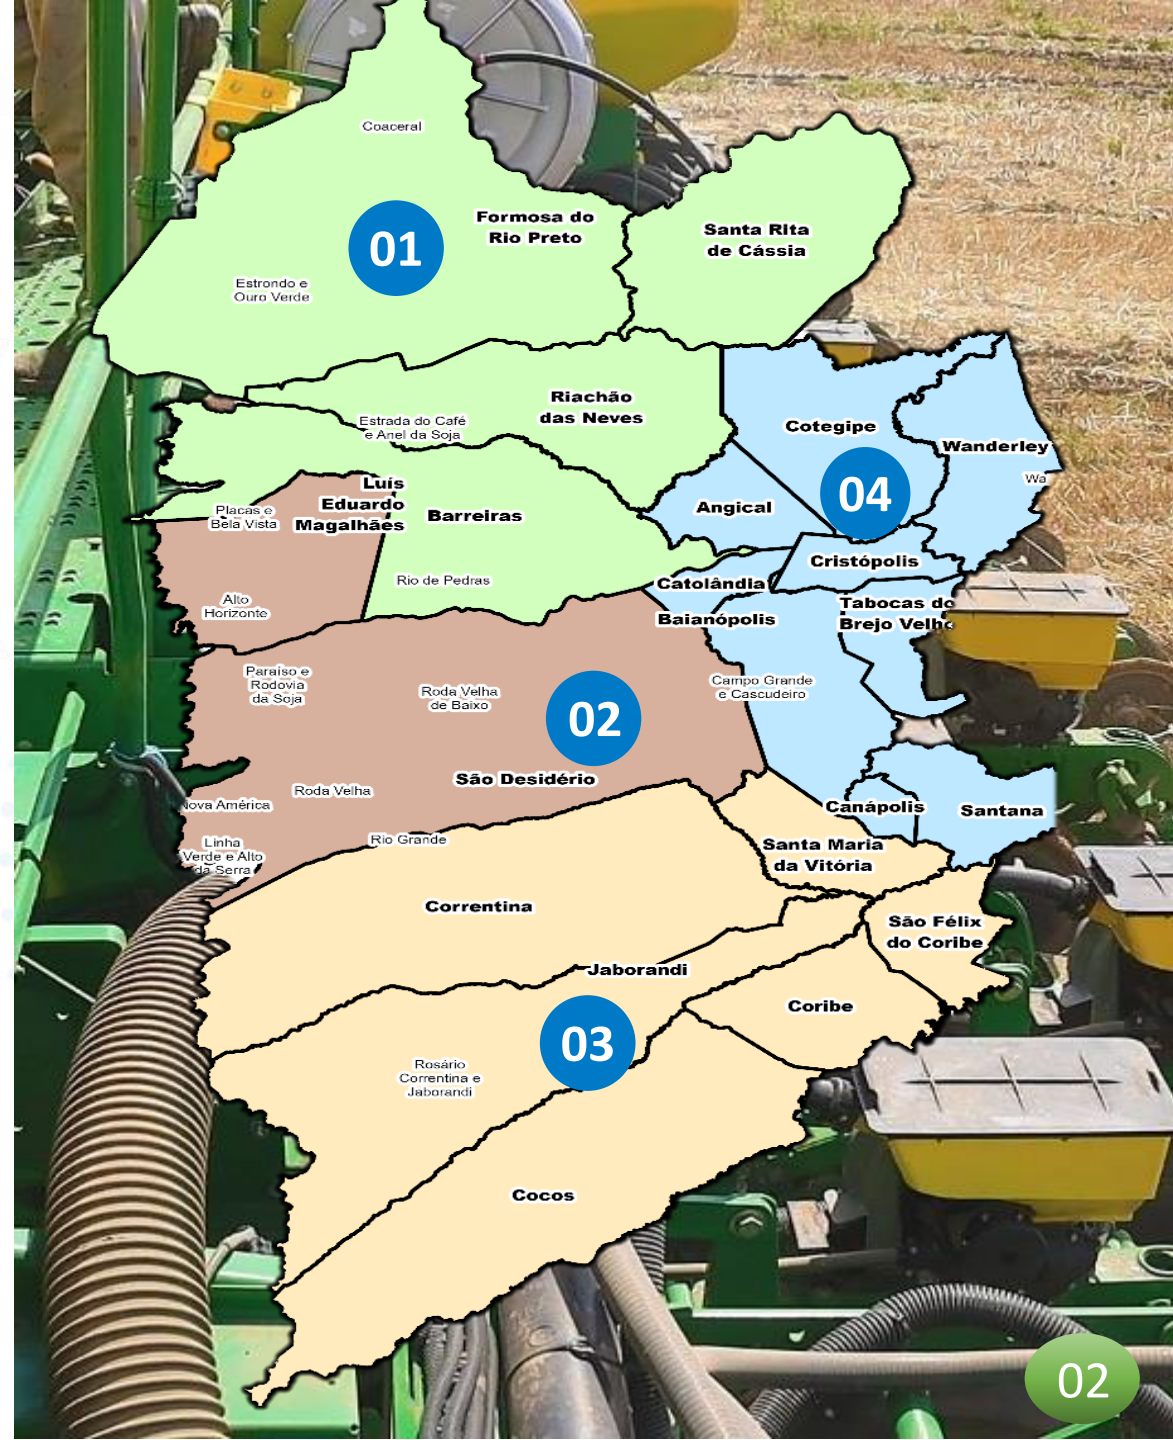 Coaceral
Formosa do
Rio Preto
01
Santa Rita
de Cássia
Estrondo e
Ouro Verde
Riachão
das Neves
Estrada do Café
e Anel da Soja
Cotegipe
Wanderley
Wa
04
Luís
Eduardo
Magalhães
Placas e
Bela Vista
Barreiras
Angical
Cristópolis
Rio de Pedras
Catolândia
Alto
Horizonte
Tabocas do
Brejo Velho
Baianópolis
Paraíso e
Rodovia
da Soja
Roda Velha
de Baixo
Campo Grande
e Cascudeiro
02
São Desidério
Roda Velha
Nova América
Canápolis
Santana
Rio Grande
Linha
Verde e Alto
da Serra
Santa Maria
da Vitória
Correntina
São Félix
do Coribe
Jaborandi
Coribe
03
Rosário
Correntina e
Jaborandi
Cocos
02